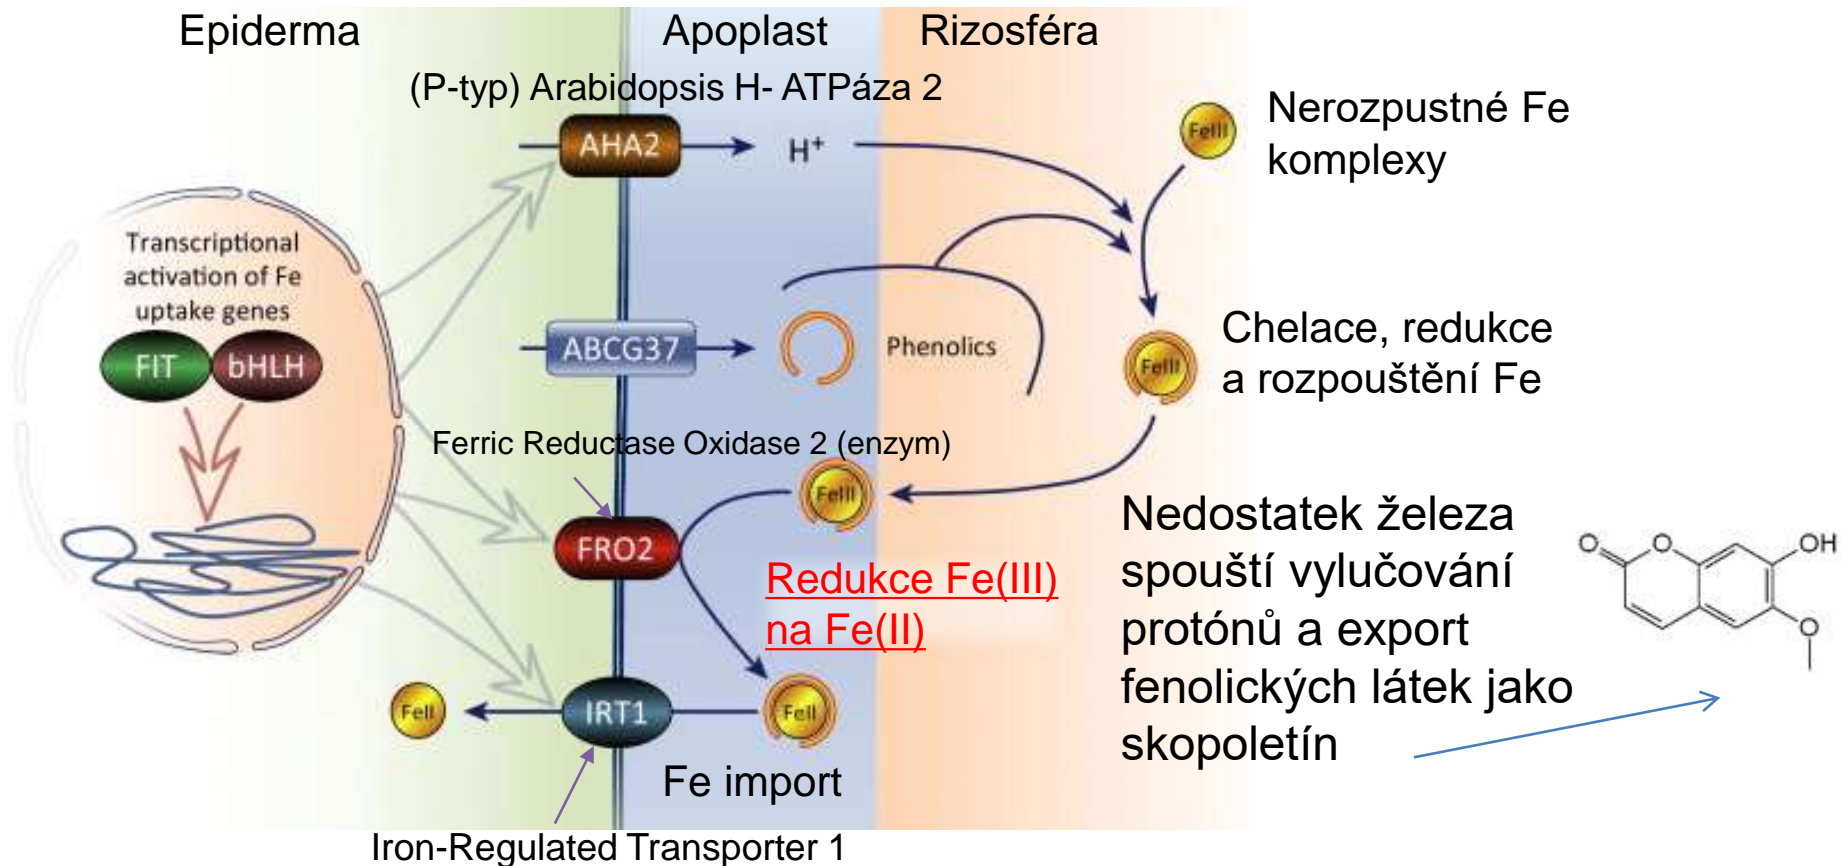 Epiderma
Apoplast
Rizosféra
(P-typ) Arabidopsis H- ATPáza 2
AHA2
H+
FeIII
Nerozpustné Fe
komplexy
Transcriptional
activation of Fe
uptake genes
FIT
bHLH
ABCG37
Phenolics
FeIII
Chelace, redukce
a rozpouštění Fe
Ferric Reductase Oxidase 2 (enzym)
FeIII
FRO2
Redukce Fe(III)
na Fe(II)
Nedostatek železa
spouští vylučování
protónů a export
fenolických látek jako
skopoletín
O
O
OH
O
FeII
IRT1
FeII
Fe import
Iron-Regulated Transporter 1